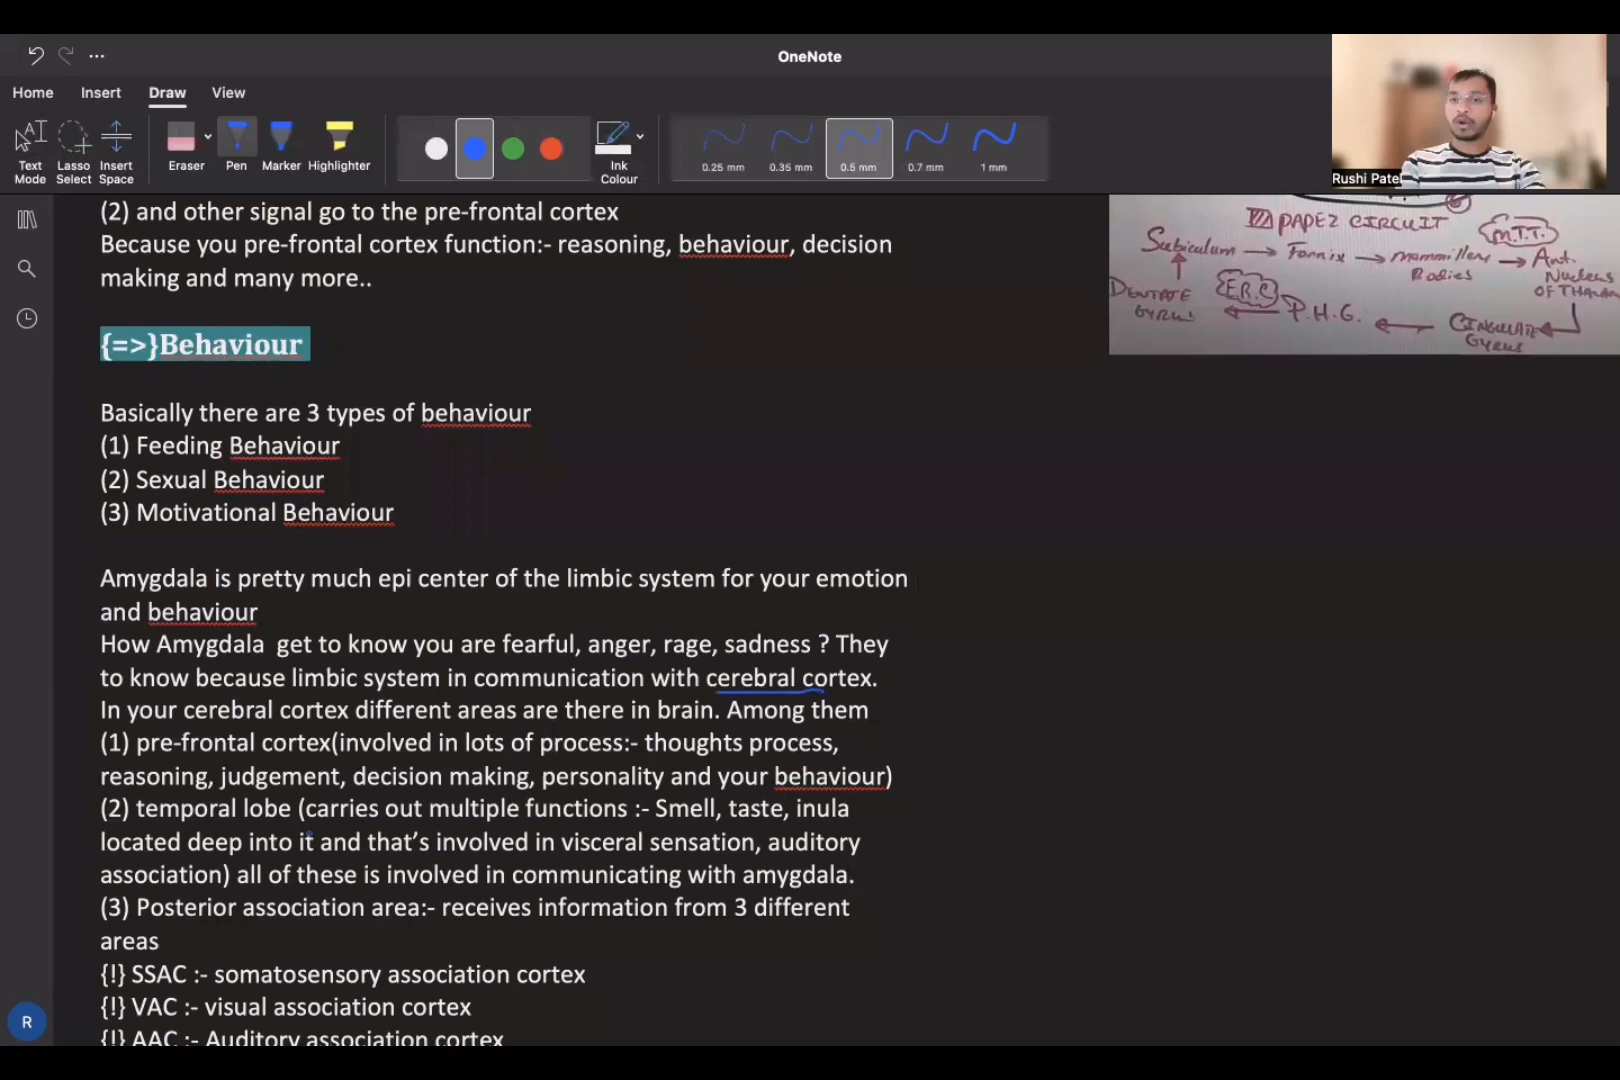 OneNote
Home Insert Draw View
Text Mode
Lasso Select
Insert Space
Eraser
Pen
Marker
Highlighter
Ink Colour
0.25 mm
0.35 mm
0.5 mm
0.7 mm
1 mm
Rushi Patel
(2) and other signal go to the pre-frontal cortex
Because you pre-frontal cortex function:- reasoning, behaviour, decision
making and many more..
{=>}Behaviour
Basically there are 3 types of behaviour
(1) Feeding Behaviour
(2) Sexual Behaviour
(3) Motivational Behaviour
Amygdala is pretty much epi center of the limbic system for your emotion
and behaviour
How Amygdala get to know you are fearful, anger, rage, sadness ? They
to know because limbic system in communication with cerebral cortex.
In your cerebral cortex different areas are there in brain. Among them
(1) pre-frontal cortex(involved in lots of process:- thoughts process,
reasoning, judgement, decision making, personality and your behaviour)
(2) temporal lobe (carries out multiple functions :- Smell, taste, inula
located deep into it and that’s involved in visceral sensation, auditory
association) all of these is involved in communicating with amygdala.
(3) Posterior association area:- receives information from 3 different
areas
{!} SSAC :- somatosensory association cortex
{!} VAC :- visual association cortex
{!} AAC :- Auditory association cortex
R
PAPEZ CIRCUIT
M.T.T.
Subiculum → Fornix → Mammillary Bodies → Ant. Nucleus OF THALAM
DENTATE GYRUS
E.R.C
P.H.G.
CINGULATE GYRUS